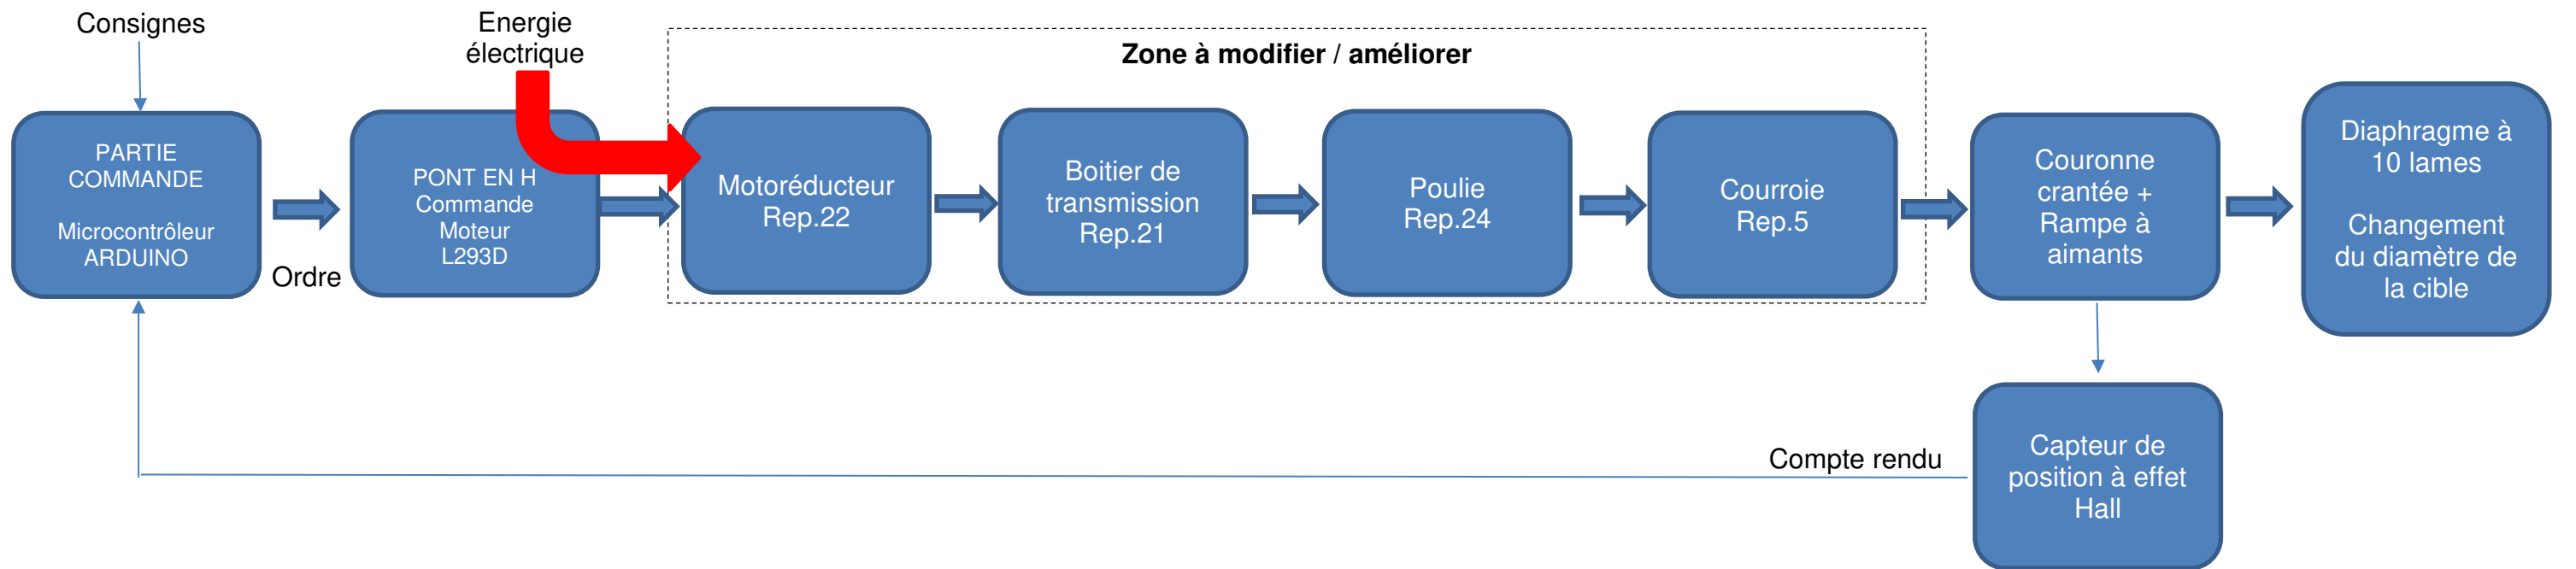 Consignes
Energie
électrique
Zone à modifier / améliorer
PARTIE
COMMANDE
Microcontrôleur
ARDUINO
Ordre
PONT EN H
Commande
Moteur
L293D
Motoréducteur
Rep.22
Boitier de
transmission
Rep.21
Poulie
Rep.24
Courroie
Rep.5
Couronne
crantée +
Rampe à
aimants
Diaphragme à
10 lames
Changement
du diamètre de
la cible
Compte rendu
Capteur de
position à effet
Hall